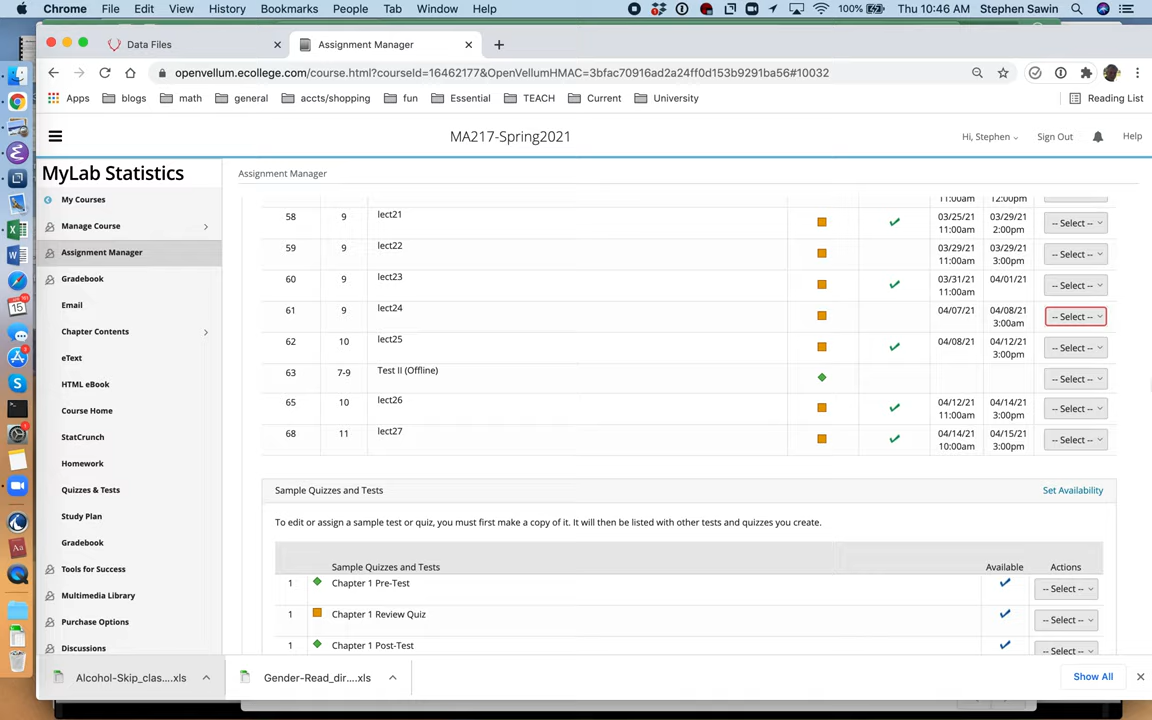 Chrome File Edit View History Bookmarks People Tab Window Help 100% Thu 10:46 AM Stephen Sawin
Data Files Assignment Manager
openvellum.ecollege.com/course.html?courseId=16462177&OpenVellumHMAC=3bfac70916ad2a24ff0d153b9291ba56#10032
Apps blogs math general accts/shopping fun Essential TEACH Current University Reading List
MA217-Spring2021 Hi, Stephen Sign Out Help
MyLab Statistics
My Courses
Manage Course
Assignment Manager
Gradebook
Email
Chapter Contents
eText
HTML eBook
Course Home
StatCrunch
Homework
Quizzes & Tests
Study Plan
Gradebook
Tools for Success
Multimedia Library
Purchase Options
Discussions
Assignment Manager
11:00am 12:00pm
58 9 lect21 03/25/21 11:00am 03/29/21 2:00pm -- Select --
59 9 lect22 03/29/21 11:00am 03/29/21 3:00pm -- Select --
60 9 lect23 03/31/21 11:00am 04/01/21 -- Select --
61 9 lect24 04/07/21 04/08/21 3:00am -- Select --
62 10 lect25 04/08/21 04/12/21 3:00pm -- Select --
63 7-9 Test II (Offline) -- Select --
65 10 lect26 04/12/21 11:00am 04/14/21 3:00pm -- Select --
68 11 lect27 04/14/21 10:00am 04/15/21 3:00pm -- Select --
Sample Quizzes and Tests Set Availability
To edit or assign a sample test or quiz, you must first make a copy of it. It will then be listed with other tests and quizzes you create.
Sample Quizzes and Tests Available Actions
1 Chapter 1 Pre-Test -- Select --
1 Chapter 1 Review Quiz -- Select --
1 Chapter 1 Post-Test -- Select --
Alcohol-Skip_clas....xls Gender-Read_dir....xls Show All